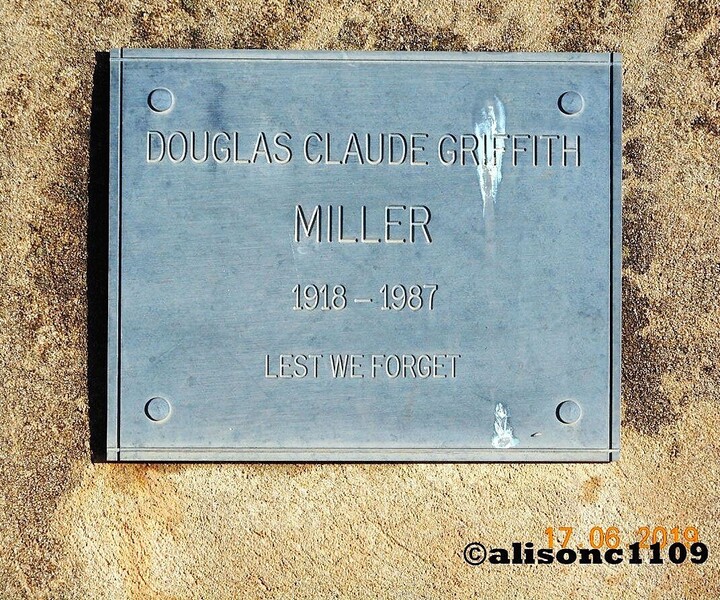 DOUGLAS CLAUDE GRIFFITH
MILLER
1918 – 1987
LEST WE FORGET
17.06.2019
©alisonc1109